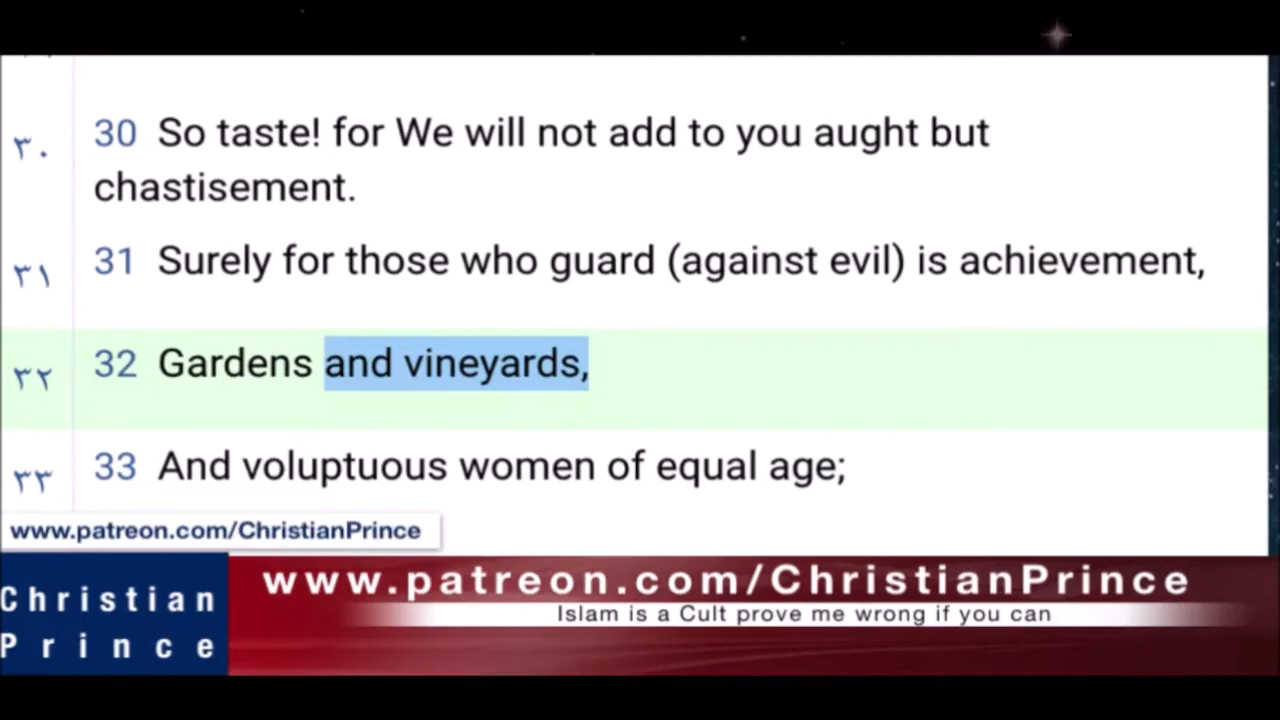 ٣٠ 30 So taste! for We will not add to you aught but
chastisement.
٣١ 31 Surely for those who guard (against evil) is achievement,
٣٢ 32 Gardens and vineyards,
٣٣ 33 And voluptuous women of equal age;
www.patreon.com/ChristianPrince
Christian
Prince
www.patreon.com/ChristianPrince
Islam is a Cult prove me wrong if you can